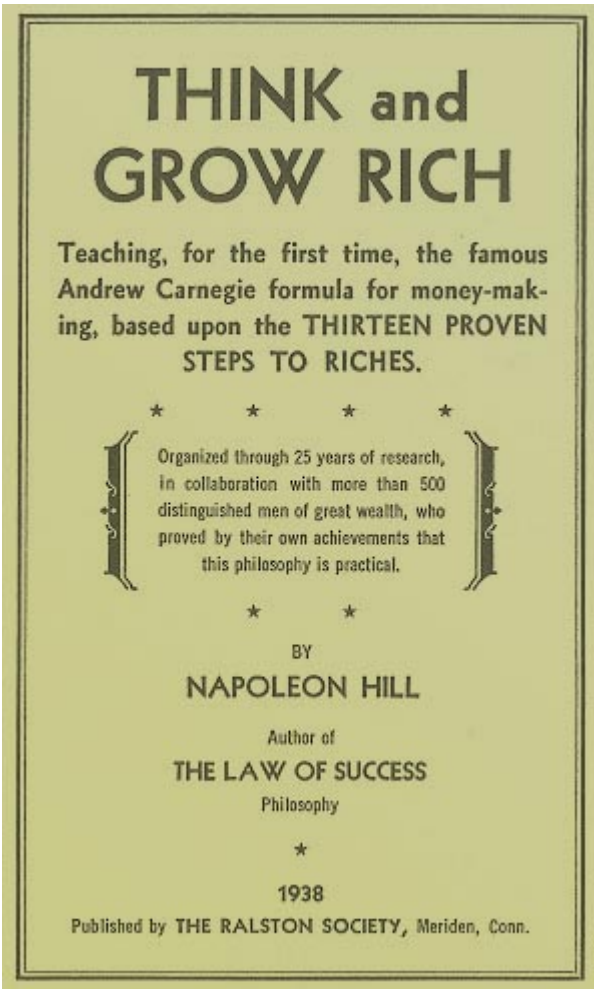 THINK and
GROW RICH
Teaching, for the first time, the famous
Andrew Carnegie formula for money-mak-
ing, based upon the THIRTEEN PROVEN
STEPS TO RICHES.
Organized through 25 years of research,
in collaboration with more than 500
distinguished men of great wealth, who
proved by their own achievements that
this philosophy is practical.
BY
NAPOLEON HILL
Author of
THE LAW OF SUCCESS
Philosophy
1938
Published by THE RALSTON SOCIETY, Meriden, Conn.